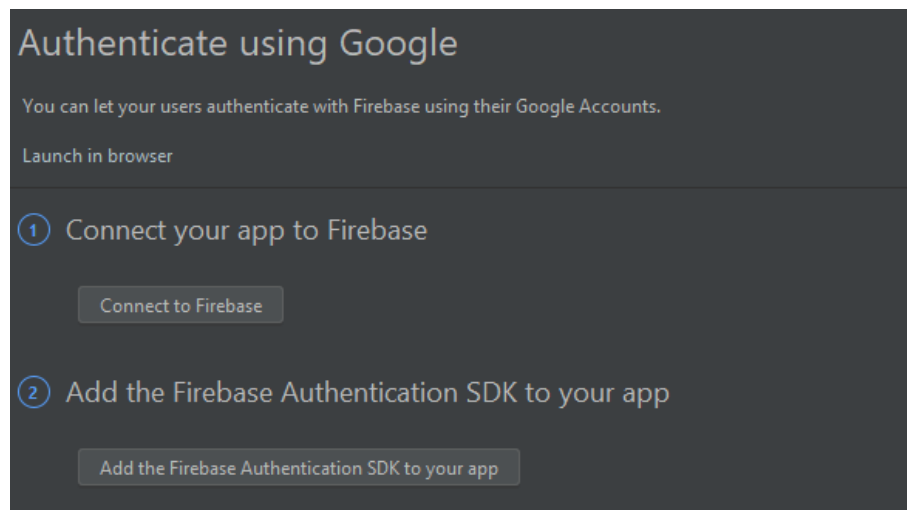 Authenticate using Google
You can let your users authenticate with Firebase using their Google Accounts.
Launch in browser
1 Connect your app to Firebase
Connect to Firebase
2 Add the Firebase Authentication SDK to your app
Add the Firebase Authentication SDK to your app